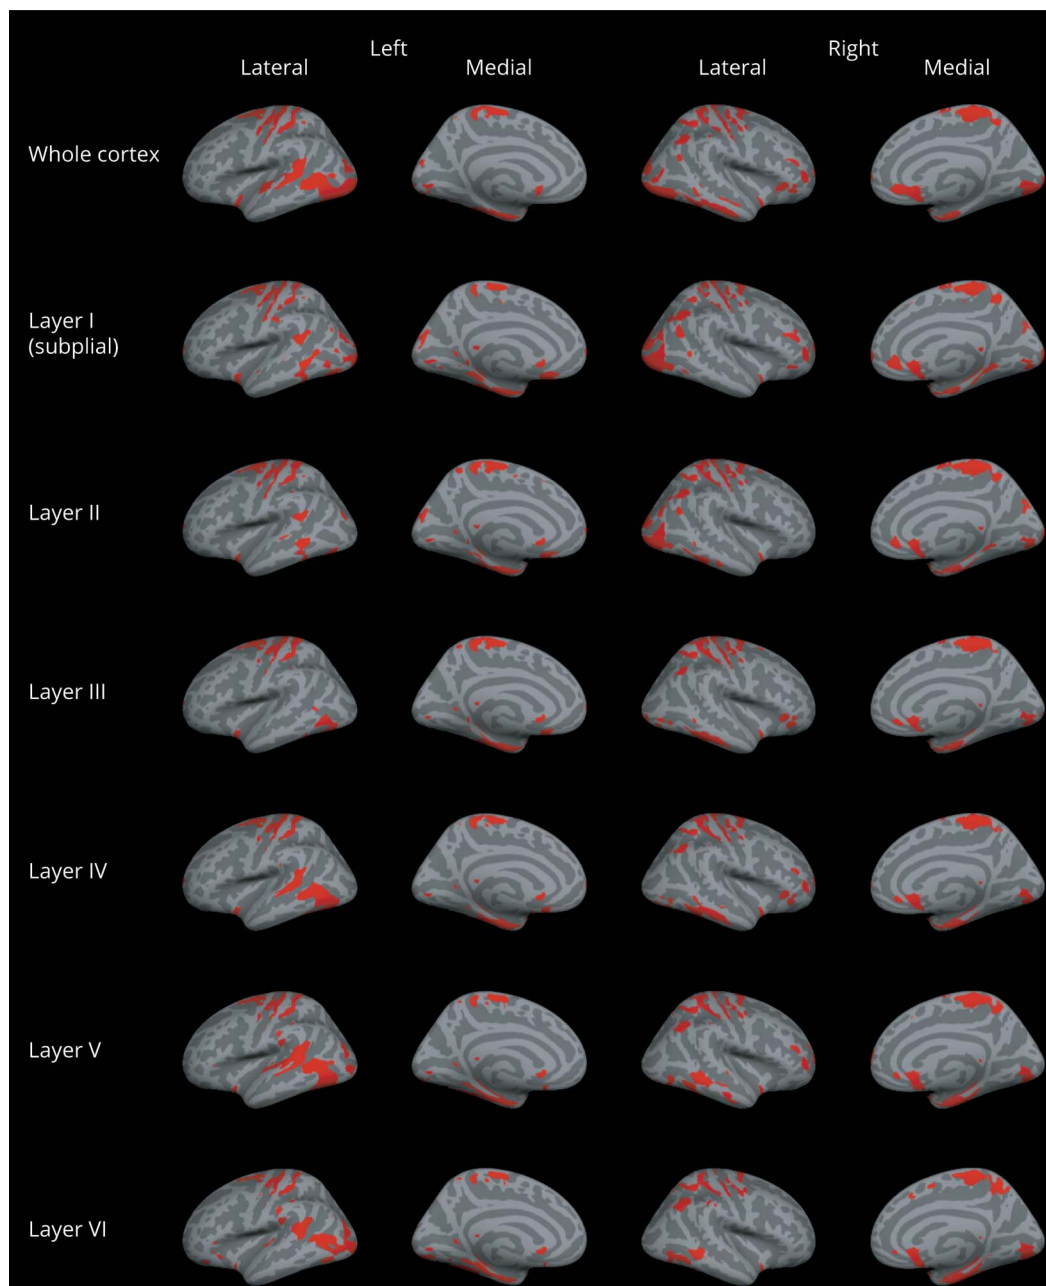 Left
Right
Lateral
Medial
Lateral
Medial
Whole cortex
Layer I
(subplial)
Layer II
Layer III
Layer IV
Layer V
Layer VI